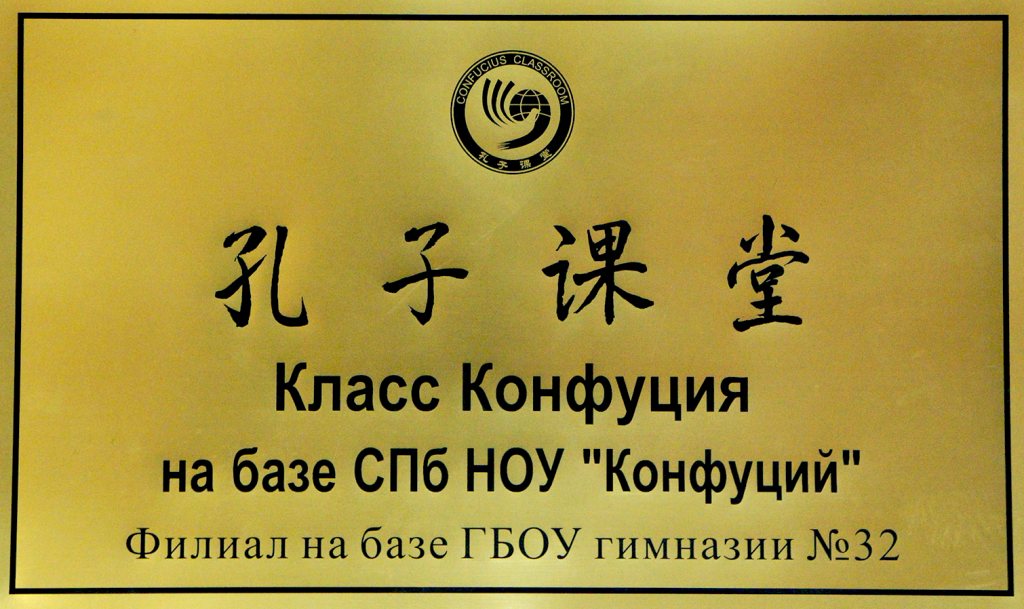 CONFUCIUS CLASSROOM
孔子课堂
孔子课堂
Класс Конфуция
на базе СПб НОУ "Конфуций"
Филиал на базе ГБОУ гимназии №32